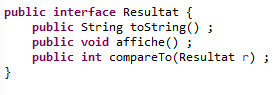 public interface Resultat {
    public String toString() ;
    public void affiche() ;
    public int compareTo(Resultat r) ;
}